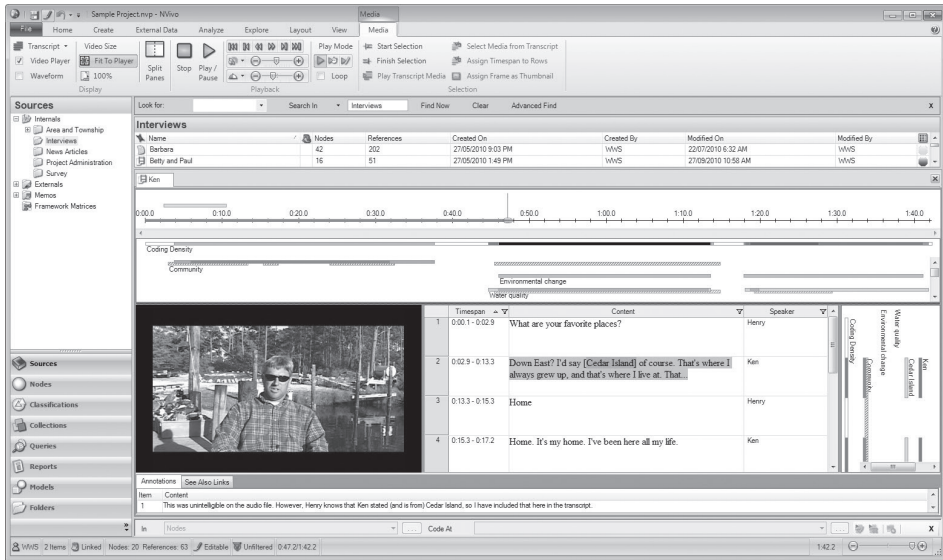 Sample Project.nvp - NVivo
Media
File Home Create External Data Analyze Explore Layout View Media
Transcript Video Size
Video Player Fit To Player
Waveform 100%
Display
Split Panes
Stop Play / Pause
Playback
Play Mode
Loop
Start Selection Select Media from Transcript
Finish Selection Assign Timespan to Rows
Play Transcript Media Assign Frame as Thumbnail
Selection
Sources
Internals
Area and Township
Interviews
News Articles
Project Administration
Survey
Externals
Memos
Framework Matrices
Look for: Search In Interviews Find Now Clear Advanced Find X
Interviews
Name Nodes References Created On Created By Modified On Modified By
Barbara 42 202 27/05/2010 9:03 PM WWS 22/07/2010 6:32 AM WWS
Betty and Paul 16 51 27/05/2010 1:49 PM WWS 27/09/2010 10:58 AM WWS
Ken
0:00.0 0:10.0 0:20.0 0:30.0 0:40.0 0:50.0 1:00.0 1:10.0 1:20.0 1:30.0 1:40.0
Coding Density
Community
Environmental change
Water quality
Timespan Content Speaker
1 0:00.1 - 0:02.9 What are your favorite places? Henry
2 0:02.9 - 0:13.3 Down East? I'd say [Cedar Island] of course. That's where I Ken
always grew up, and that's where I live at. That...
3 0:13.3 - 0:15.3 Home Henry
4 0:15.3 - 0:17.2 Home. It's my home. I've been here all my life. Ken
Coding Density
Community
Environmental change
Water quality
Cedar Island
Ken
Sources
Nodes
Classifications
Collections
Queries
Reports
Models
Folders
Annotations See Also Links
Item Content
1 This was unintelligible on the audio file. However, Henry knows that Ken stated (and is from) Cedar Island, so I have included that here in the transcript.
In Nodes ... Code At ... X
WWS 2 Items Linked Nodes: 20 References: 63 Editable Unfiltered 0:47.2/1:42.2 1:42.2